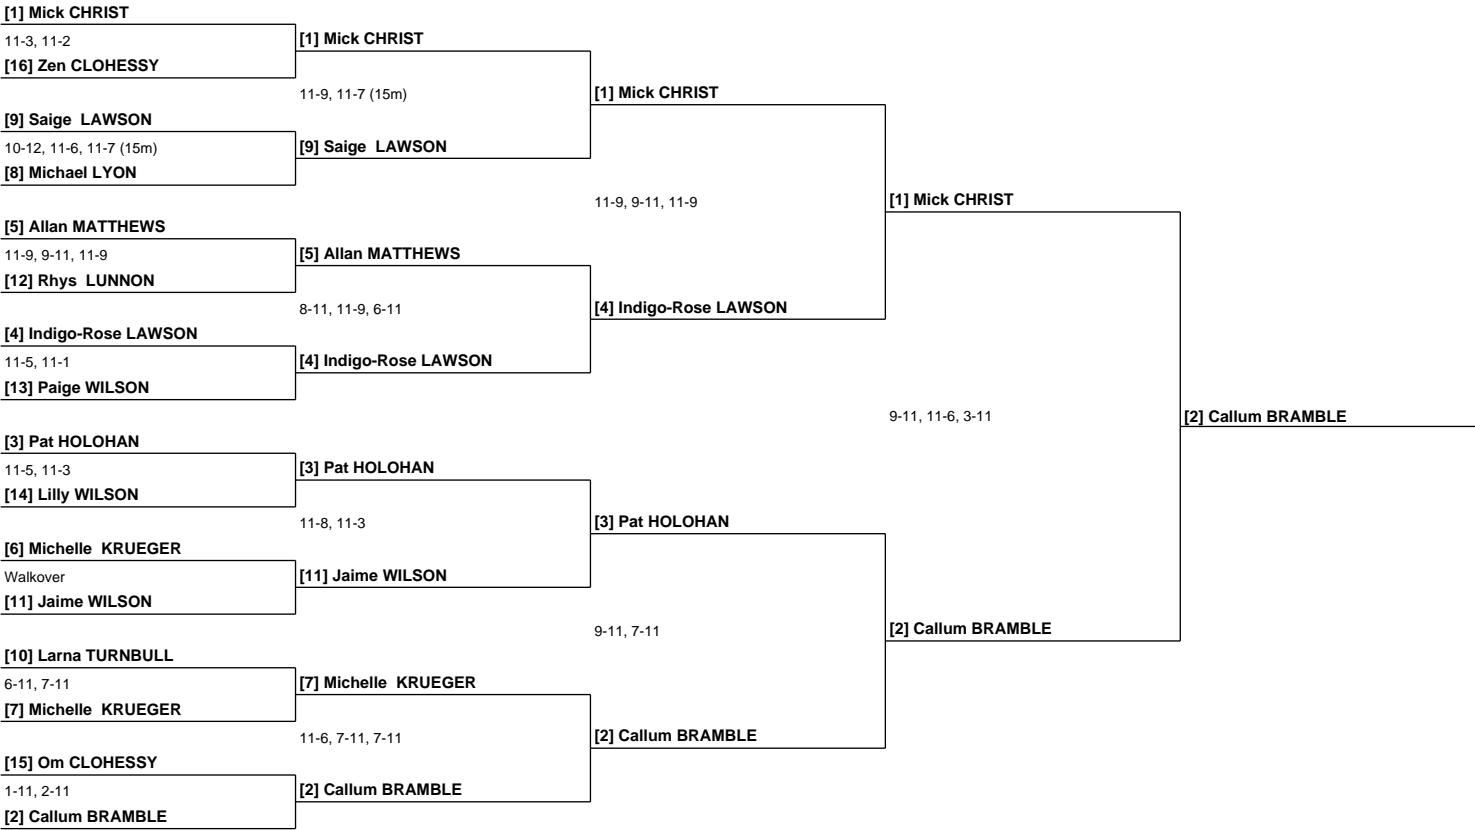 [1] Mick CHRIST
11-3, 11-2
[16] Zen CLOHESSY
[9] Saige  LAWSON
10-12, 11-6, 11-7 (15m)
[8] Michael LYON
[5] Allan MATTHEWS
11-9, 9-11, 11-9
[12] Rhys  LUNNON
[4] Indigo-Rose LAWSON
11-5, 11-1
[13] Paige WILSON
[3] Pat HOLOHAN
11-5, 11-3
[14] Lilly WILSON
[6] Michelle  KRUEGER
Walkover
[11] Jaime WILSON
[10] Larna TURNBULL
6-11, 7-11
[7] Michelle  KRUEGER
[15] Om CLOHESSY
1-11, 2-11
[2] Callum BRAMBLE
[1] Mick CHRIST
11-9, 11-7 (15m)
[9] Saige  LAWSON
[5] Allan MATTHEWS
8-11, 11-9, 6-11
[4] Indigo-Rose LAWSON
[3] Pat HOLOHAN
11-8, 11-3
[11] Jaime WILSON
[7] Michelle  KRUEGER
11-6, 7-11, 7-11
[2] Callum BRAMBLE
[1] Mick CHRIST
11-9, 9-11, 11-9
[4] Indigo-Rose LAWSON
[3] Pat HOLOHAN
9-11, 7-11
[2] Callum BRAMBLE
[1] Mick CHRIST
9-11, 11-6, 3-11
[2] Callum BRAMBLE
[2] Callum BRAMBLE